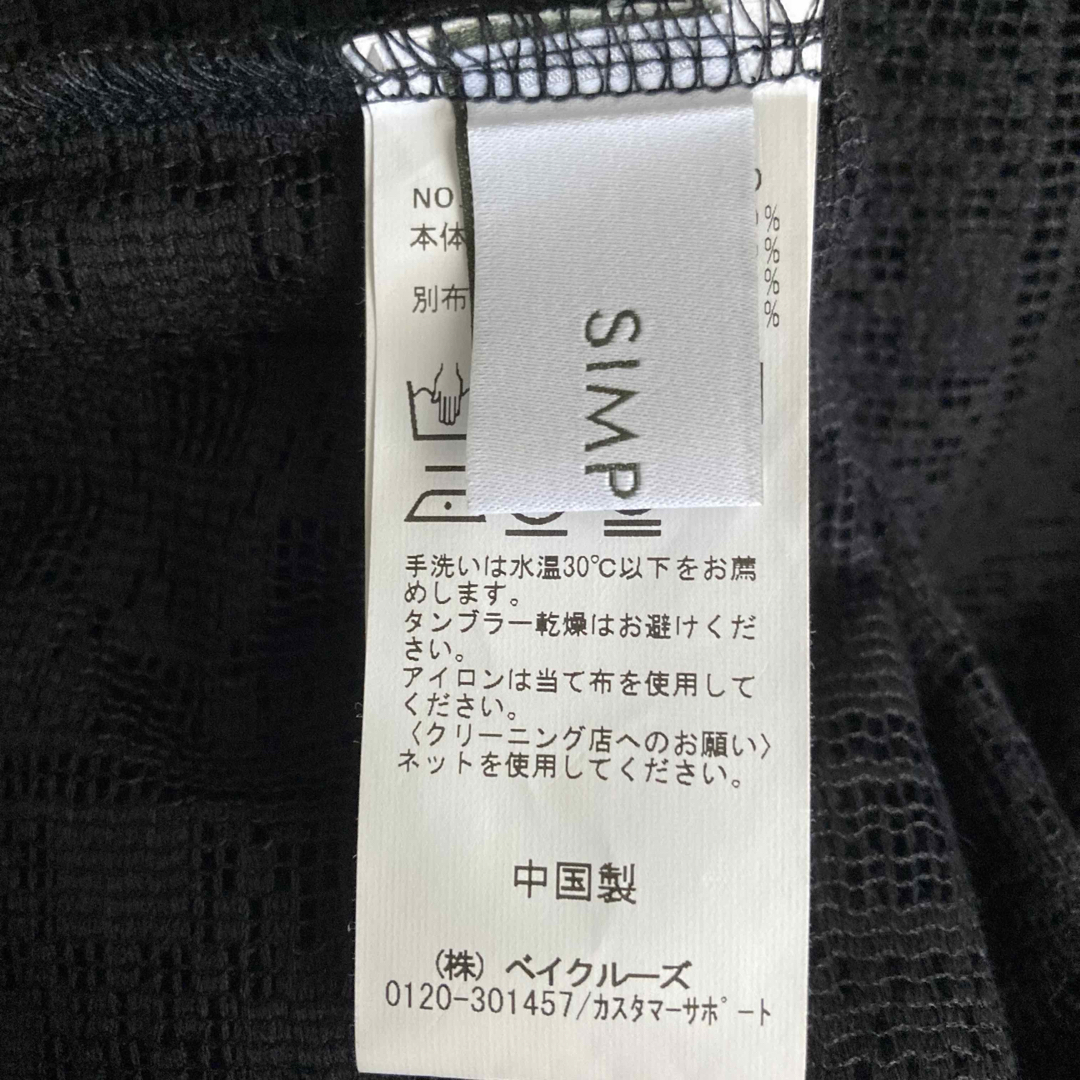 NO
本体
別布
%
%
%
%
SIMP
手洗いは水温30℃以下をお薦
めします。
タンブラー乾燥はお避けくだ
さい。
アイロンは当て布を使用して
ください。
〈クリーニング店へのお願い〉
ネットを使用してください。
中国製
(株) ベイクルーズ
0120-301457/カスタマーサポート